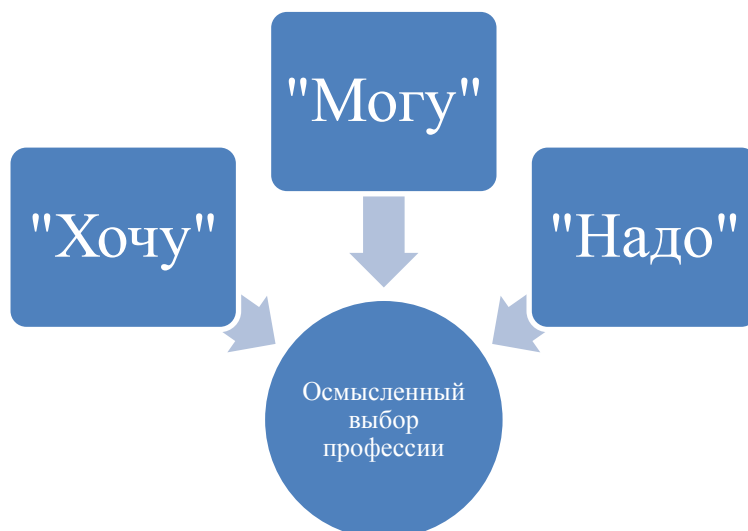 "Могу"
"Хочу"
"Надо"
Осмысленный
выбор
профессии